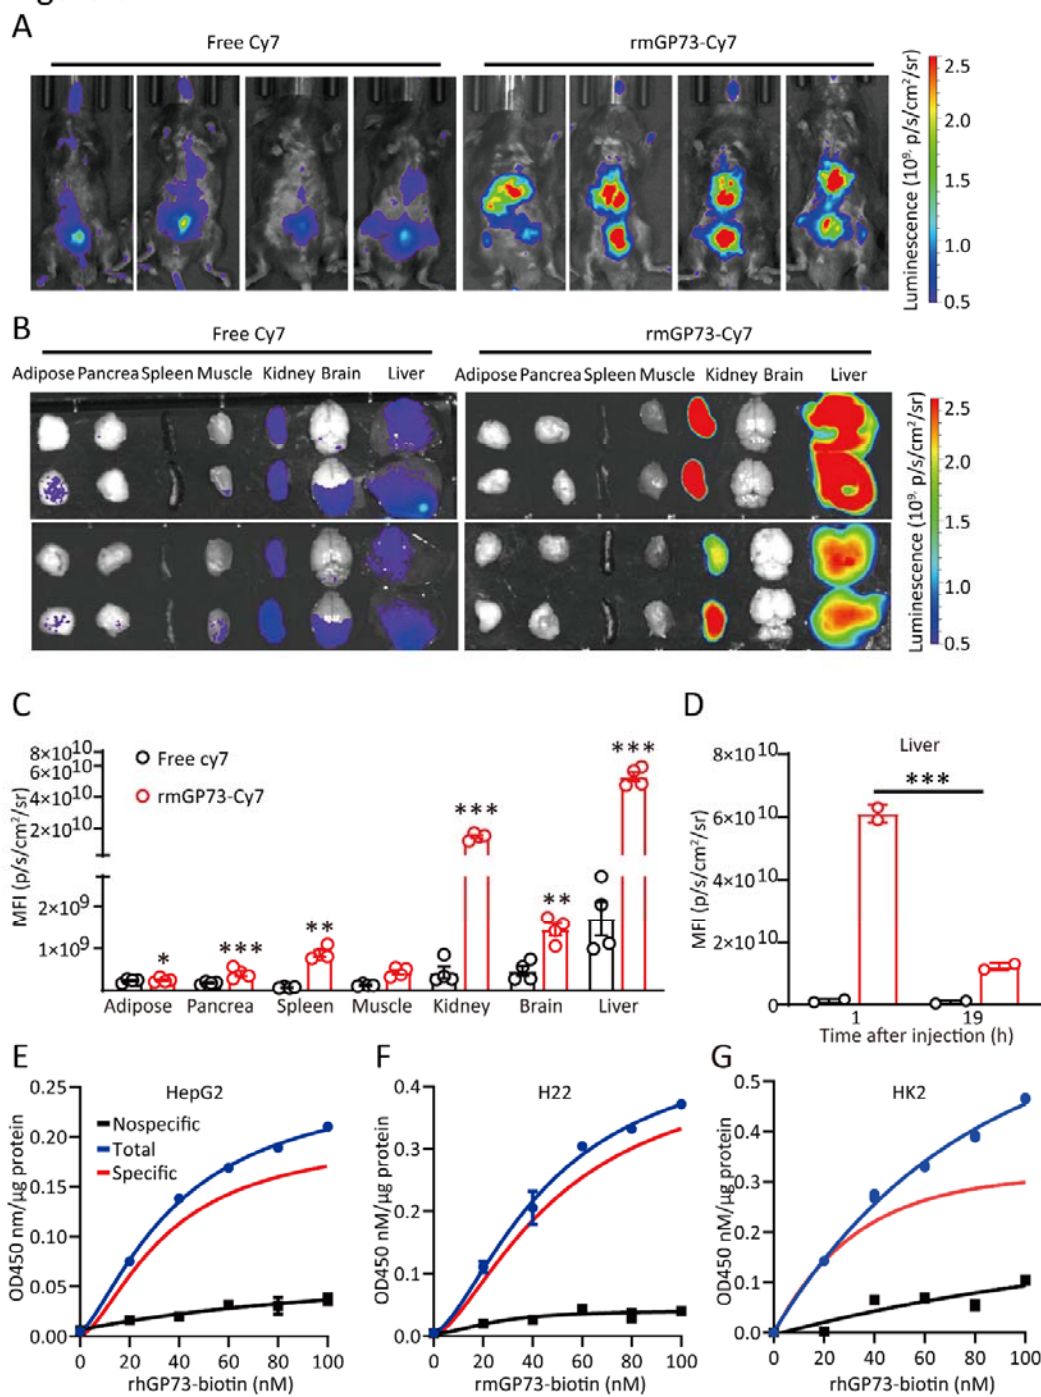 A
Free Cy7
rmGP73-Cy7
2.5
2.0
1.5
1.0
0.5
Luminescence (10⁹· p/s/cm²/sr)
B
Free Cy7
rmGP73-Cy7
Adipose Pancrea Spleen Muscle Kidney Brain Liver
Adipose Pancrea Spleen Muscle Kidney Brain Liver
2.5
2.0
1.5
1.0
0.5
Luminescence (10⁹· p/s/cm²/sr)
C
MFI (p/s/cm²/sr)
8×10¹⁰
6×10¹⁰
4×10¹⁰
2×10¹⁰
2×10⁹
1×10⁹
Free cy7
rmGP73-Cy7
* *** ** *** ** ***
Adipose Pancrea Spleen Muscle Kidney Brain Liver
D
Liver
***
MFI (p/s/cm²/sr)
8×10¹⁰
6×10¹⁰
4×10¹⁰
2×10¹⁰
0
1 19
Time after injection (h)
E
HepG2
OD450 nm/µg protein
0.25
0.20
0.15
0.10
0.05
0.00
Nospecific
Total
Specific
0 20 40 60 80 100
rhGP73-biotin (nM)
F
H22
OD450 nM/µg protein
0.4
0.3
0.2
0.1
0.0
0 20 40 60 80 100
rmGP73-biotin (nM)
G
HK2
OD450 nM/µg protein
0.5
0.4
0.3
0.2
0.1
0.0
0 20 40 60 80 100
rhGP73-biotin (nM)